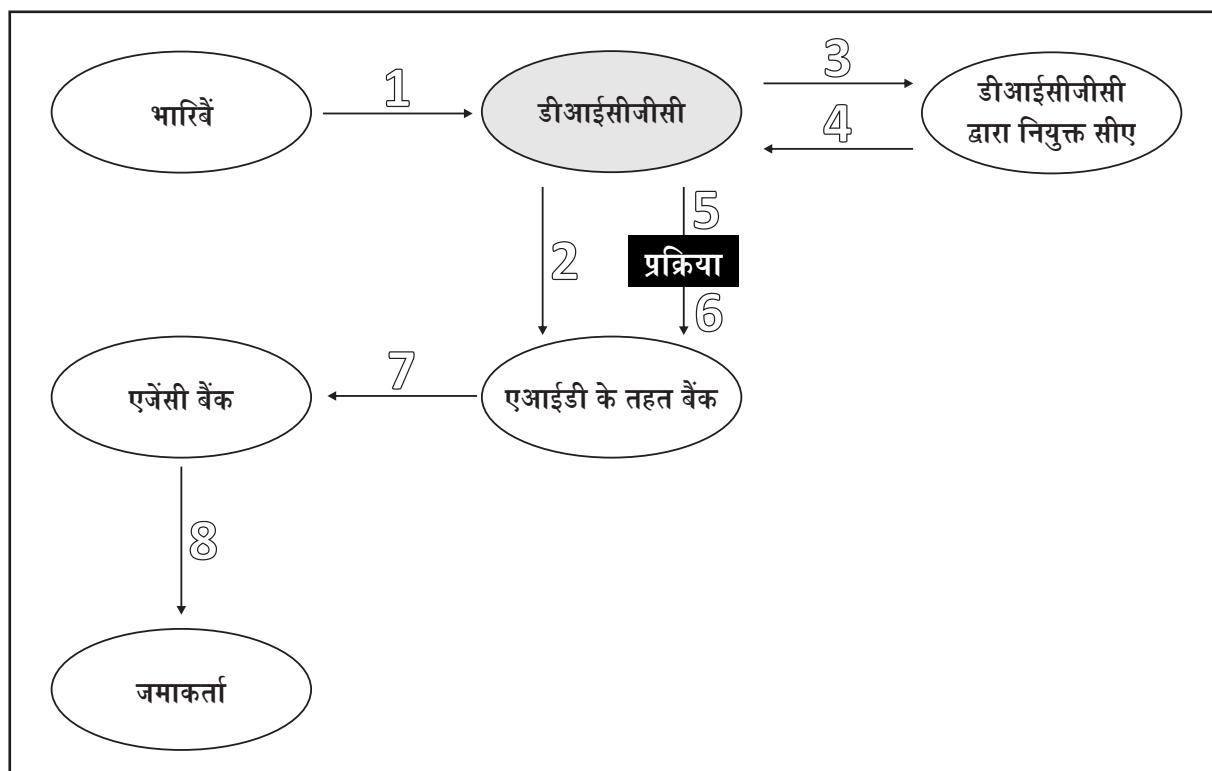 भारिबैं
1
डीआईसीजीसी
3
4
डीआईसीजीसी
द्वारा नियुक्त सीए
2
5
प्रक्रिया
6
एजेंसी बैंक
7
एआईडी के तहत बैंक
8
जमाकर्ता